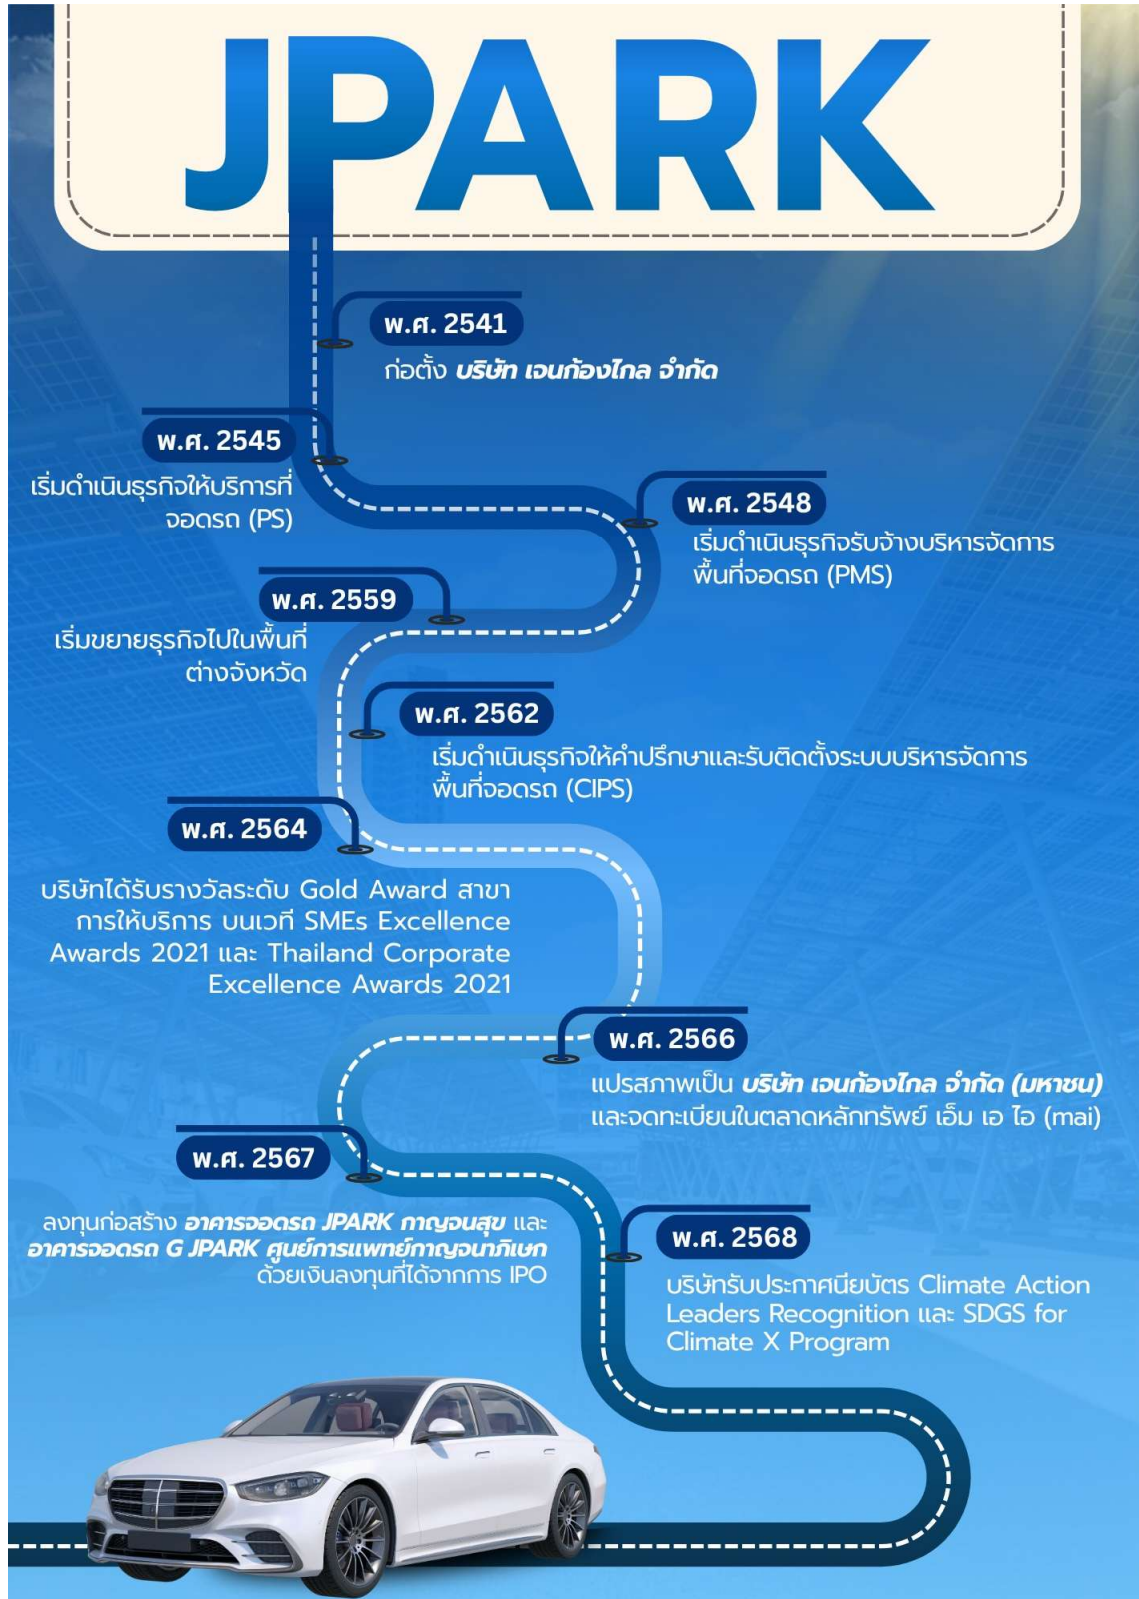 JPARK
พ.ศ. 2541
ก่อตั้ง บริษัท เจนก้องไกล จำกัด
พ.ศ. 2545
เริ่มดำเนินธุรกิจให้บริการที่
จอดรถ (PS)
พ.ศ. 2548
เริ่มดำเนินธุรกิจรับจ้างบริหารจัดการ
พื้นที่จอดรถ (PMS)
พ.ศ. 2559
เริ่มขยายธุรกิจไปในพื้นที่
ต่างจังหวัด
พ.ศ. 2562
เริ่มดำเนินธุรกิจให้คำปรึกษาและรับติดตั้งระบบบริหารจัดการ
พื้นที่จอดรถ (CIPS)
พ.ศ. 2564
บริษัทได้รับรางวัลระดับ Gold Award สาขา
การให้บริการ บนเวที SMEs Excellence
Awards 2021 และ Thailand Corporate
Excellence Awards 2021
พ.ศ. 2566
แปรสภาพเป็น บริษัท เจนก้องไกล จำกัด (มหาชน)
และจดทะเบียนในตลาดหลักทรัพย์ เอ็ม เอ ไอ (mai)
พ.ศ. 2567
ลงทุนก่อสร้าง อาคารจอดรถ JPARK กาญจนสุข และ
อาคารจอดรถ G JPARK ศูนย์การแพทย์กาญจนาภิเษก
ด้วยเงินลงทุนที่ได้จากการ IPO
พ.ศ. 2568
บริษัทรับประกาศนียบัตร Climate Action
Leaders Recognition และ SDGS for
Climate X Program